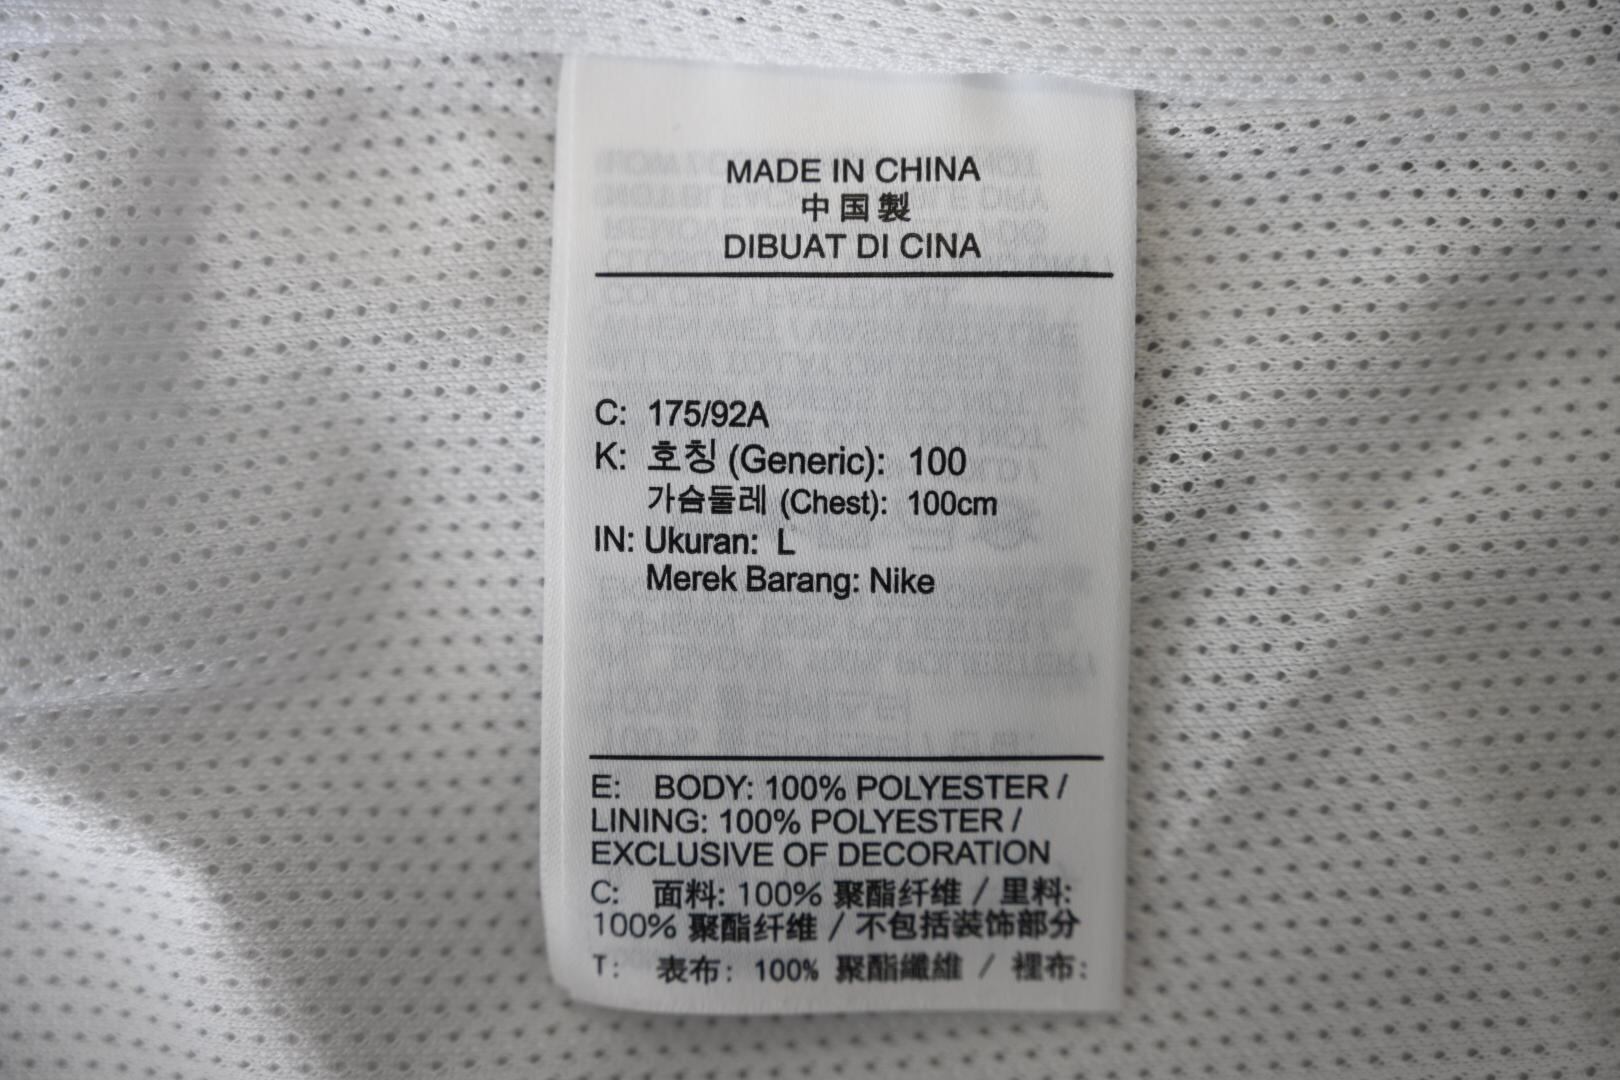 MADE IN CHINA
中国製
DIBUAT DI CINA
C: 175/92A
K: 호칭 (Generic): 100
가슴둘레 (Chest): 100cm
IN: Ukuran: L
Merek Barang: Nike
E: BODY: 100% POLYESTER /
LINING: 100% POLYESTER /
EXCLUSIVE OF DECORATION
C: 面料: 100% 聚酯纤维 / 里料:
100% 聚酯纤维 / 不包括装饰部分
T: 表布: 100% 聚酯纖維 / 裡布: